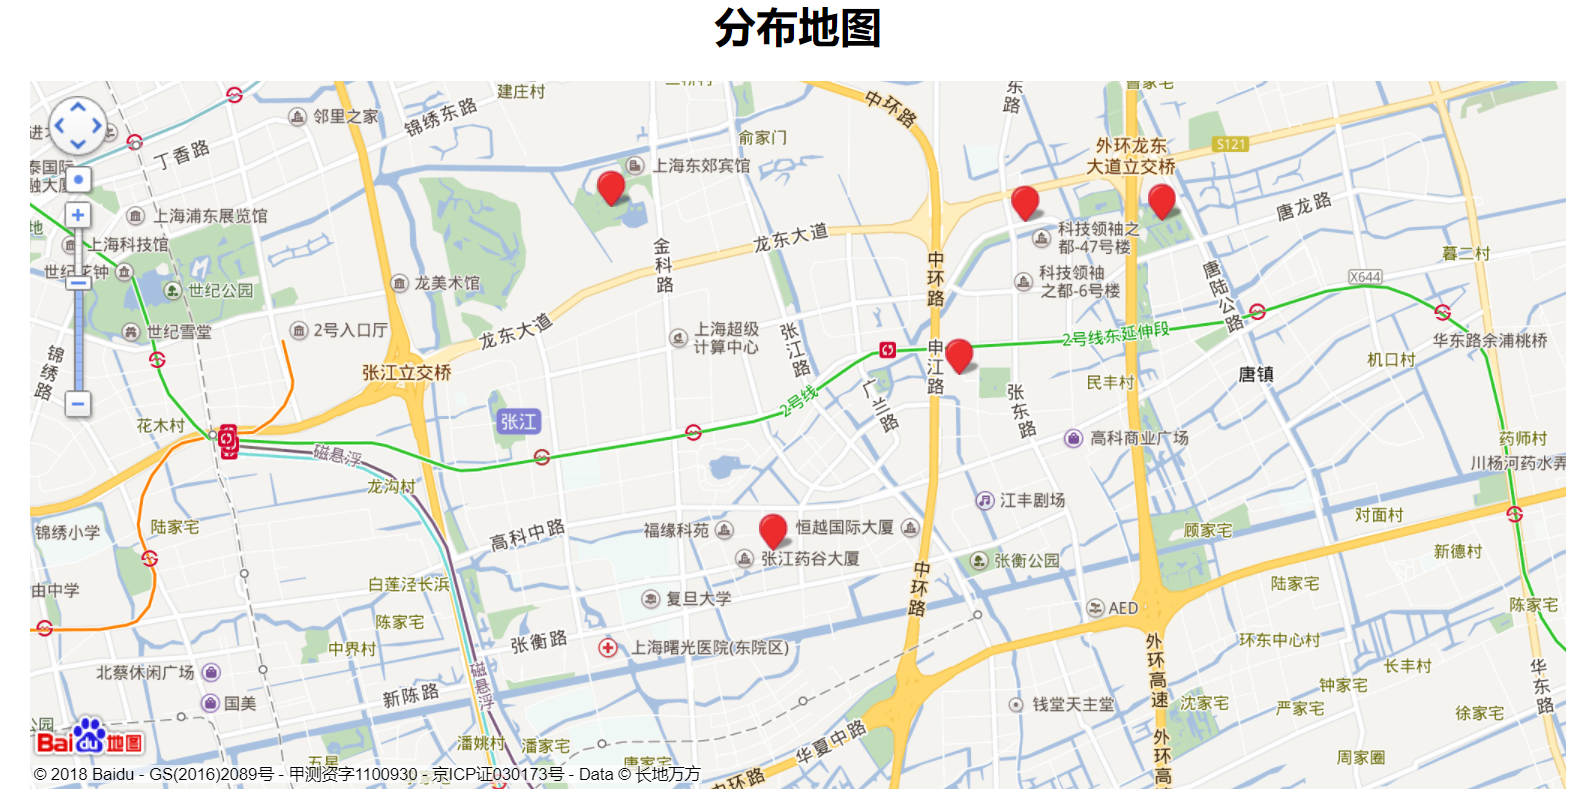 分布地图
建庄村
曹家宅
邻里之家
锦绣东路
中环路
东路
俞家门
外环龙东
大道立交桥
S121
丁香路
泰国际
融大厦
上海东郊宾馆
上海浦东展览馆
唐龙路
科技领袖之
都-47号楼
龙东大道
金科路
上海科技馆
世纪花钟
中环路
暮二村
唐陆公路
科技领袖
之都-6号楼
X644
世纪公园
龙美术馆
世纪雪堂
2号入口厅
龙东大道
上海超级
计算中心
张江路
2号线东延伸段
华东路余浦桃桥
锦绣路
申江路
机口村
张江立交桥
唐镇
民丰村
2号线
广兰路
张东路
花木村
张江
高科商业广场
药师村
磁悬浮
川杨河药水弄
龙沟村
江丰剧场
锦绣小学
陆家宅
高科中路
福缘科苑
恒越国际大厦
对面村
顾家宅
张江药谷大厦
张衡公园
新德村
由中学
白莲泾长浜
中环路
陆家宅
复旦大学
AED
陈家宅
陈家宅
张衡路
中界村
上海曙光医院(东院区)
外环高速
环东中心村
北蔡休闲广场
磁悬浮
长丰村
华东路
新陈路
钟家宅
国美
钱堂天主堂
沈家宅
严家宅
徐家宅
公园
Bai du 地图
潘姚村
潘家宅
华夏中路
外环高
周家圈
五星
唐家宅
中环路
© 2018 Baidu - GS(2016)2089号 - 甲测资字1100930 - 京ICP证030173号 - Data © 长地万方